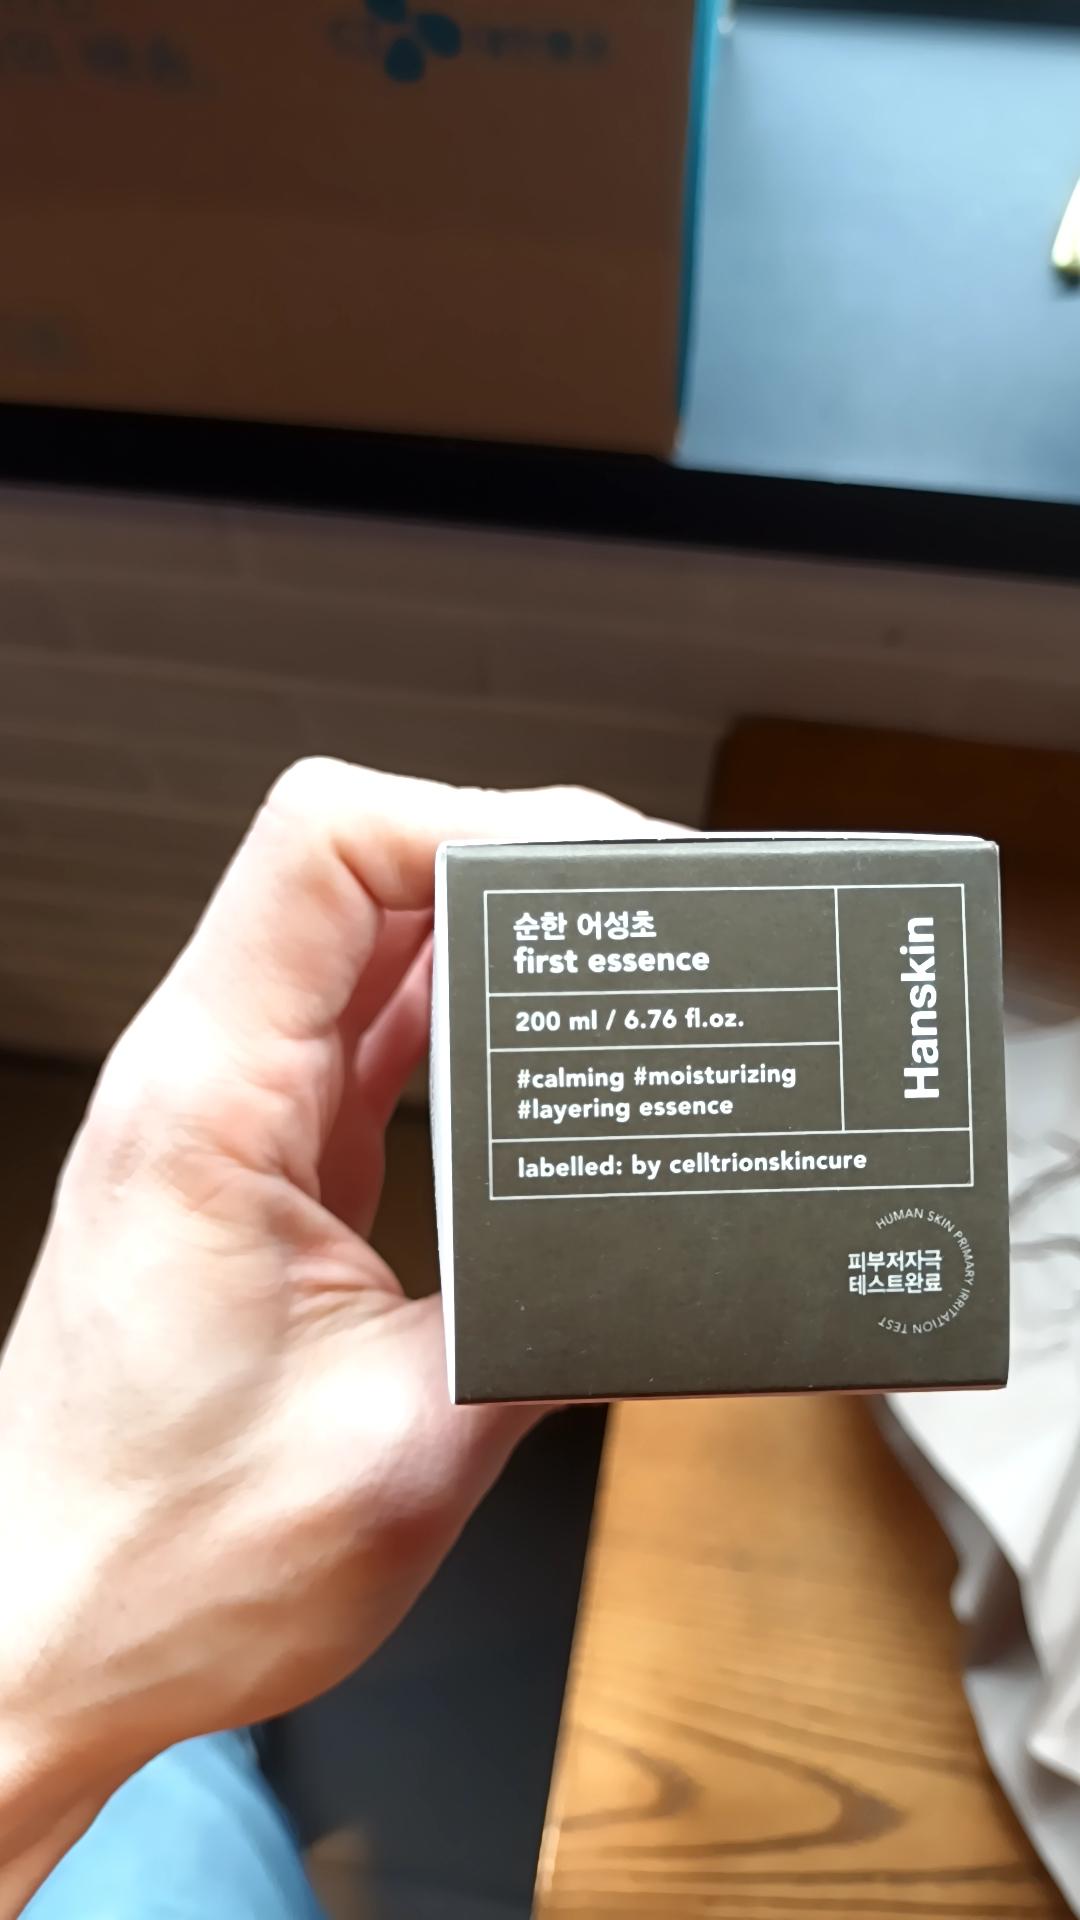 순한 어성초
first essence
200 ml / 6.76 fl.oz.
#calming #moisturizing
#layering essence
labelled: by celltrionskincure
Hanskin
HUMAN SKIN PRIMARY IRRITATION TEST
피부저자극
테스트완료